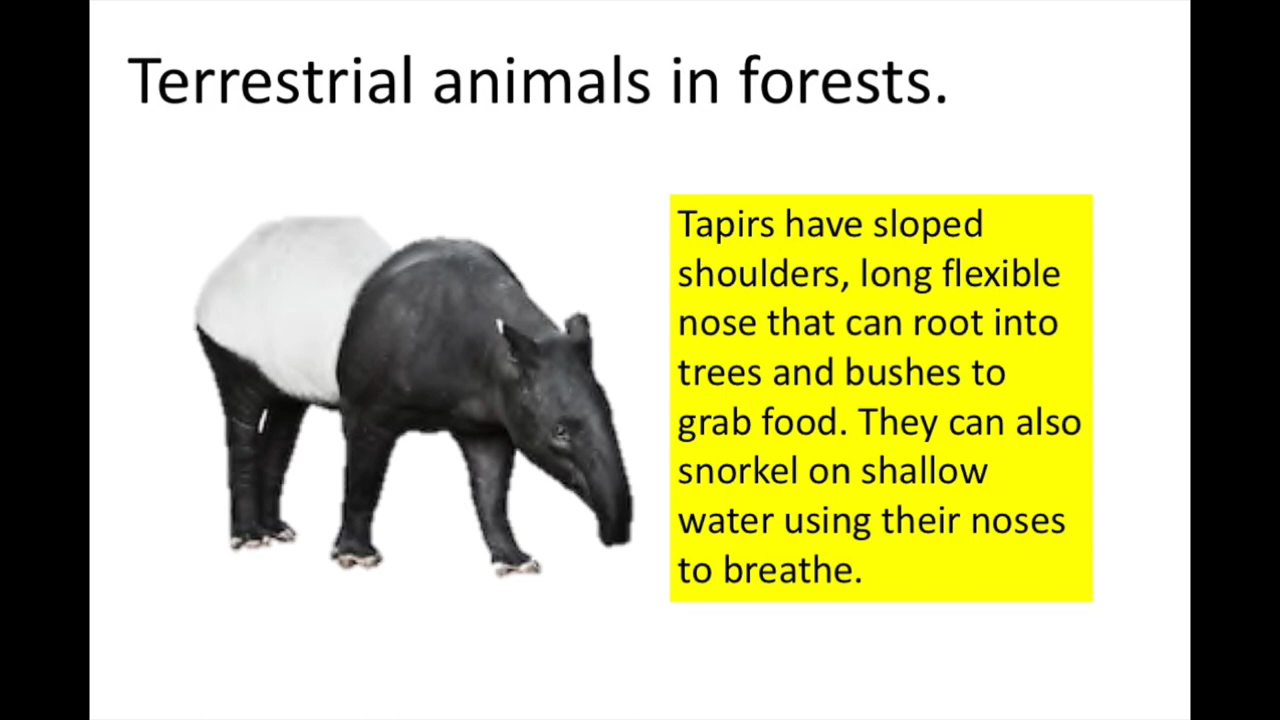 Terrestrial animals in forests.
Tapirs have sloped
shoulders, long flexible
nose that can root into
trees and bushes to
grab food. They can also
snorkel on shallow
water using their noses
to breathe.